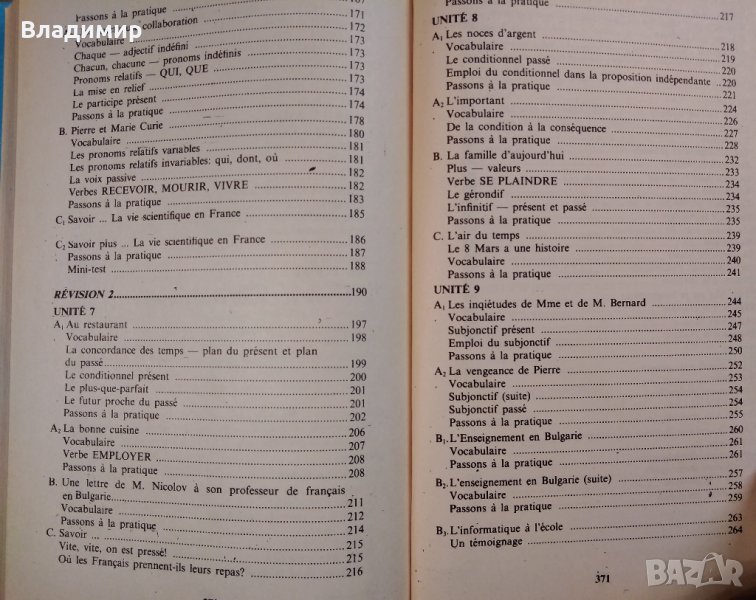 Владимир
Passons à la pratique 171
collaboration 172
Vocabulaire 173
Chaque — adjectif indéfini 173
Chacun, chacune — pronoms indéfinis 173
Pronoms relatifs — QUI, QUE 173
La mise en relief 174
Le participe présent 174
Passons à la pratique 178
B. Pierre et Marie Curie 180
Vocabulaire 181
Les pronoms relatifs variables 181
Les pronoms relatifs invariables: qui, dont, où 182
La voix passive 182
Verbes RECEVOIR, MOURIR, VIVRE 183
Passons à la pratique 185
C₁ Savoir ... La vie scientifique en France
C₂ Savoir plus ... La vie scientifique en France 186
Passons à la pratique 187
Mini-test 188
RÉVISION 2 190
UNITÉ 7
A₁ Au restaurant 197
Vocabulaire 198
La concordance des temps — plan du présent et plan
du passé 199
Le conditionnel présent 200
Le plus-que-parfait 201
Le futur proche du passé 201
Passons à la pratique 202
A₂ La bonne cuisine 206
Vocabulaire 207
Verbe EMPLOYER 208
Passons à la pratique 208
B. Une lettre de M. Nicolov à son professeur de français
en Bulgarie 211
Vocabulaire 212
Passons à la pratique 214
C. Savoir ... 215
Vite, vite, on est pressé! 215
Où les Français prennent-ils leurs repas? 216
Passons à la pratique 217
UNITÉ 8
A₁ Les noces d'argent 218
Vocabulaire 219
Le conditionnel passé 220
Emploi du conditionnel dans la proposition indépendante 220
Passons à la pratique 221
A₂ L'important 224
Vocabulaire 226
De la condition à la conséquence 227
Passons à la pratique 228
B. La famille d'aujourd'hui 232
Plus — valeurs 233
Verbe SE PLAINDRE 234
Le gérondif 234
L'infinitif — présent et passé 235
Passons à la pratique 235
C. L'air du temps 239
Le 8 Mars a une histoire 239
Vocabulaire 240
Passons à la pratique 241
UNITÉ 9
A₁ Les inqiétudes de Mme et de M. Bernard 244
Vocabulaire 245
Subjonctif présent 247
Emploi du subjonctif 248
Passons à la pratique 250
A₂ La vengeance de Pierre 252
Vocabulaire 253
Subjonctif (suite) 254
Subjonctif passé 254
Passons à la pratique 255
B₁. L'Enseignement en Bulgarie 260
Vocabulaire 261
Passons à la pratique 261
B₂. L'enseignement en Bulgarie (suite) 257
Vocabulaire 258
Passons à la pratique 259
B₃. L'informatique à l'école 263
Un témoignage 264
371
BAZAR